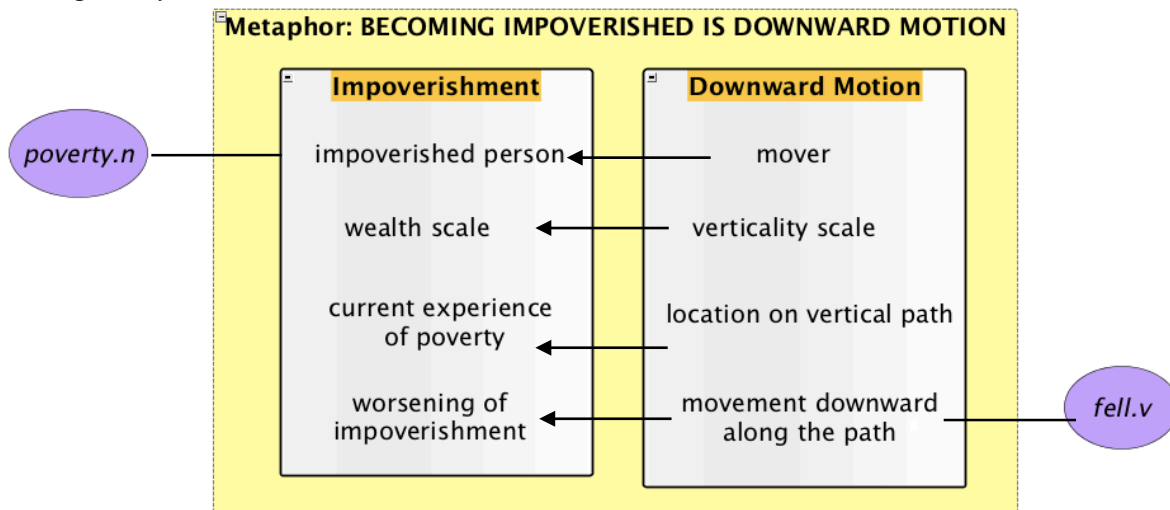 Metaphor: BECOMING IMPOVERISHED IS DOWNWARD MOTION
Impoverishment
Downward Motion
poverty.n
impoverished person
mover
wealth scale
verticality scale
current experience
of poverty
location on vertical path
worsening of
impoverishment
movement downward
along the path
fell.v